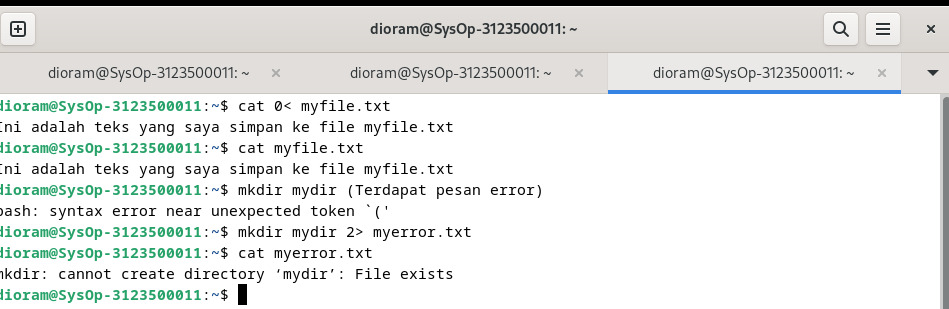 dioram@SysOp-3123500011: ~
dioram@SysOp-3123500011: ~ × dioram@SysOp-3123500011: ~ × dioram@SysOp-3123500011: ~ ×
dioram@SysOp-3123500011:~$ cat 0< myfile.txt
Ini adalah teks yang saya simpan ke file myfile.txt
dioram@SysOp-3123500011:~$ cat myfile.txt
Ini adalah teks yang saya simpan ke file myfile.txt
dioram@SysOp-3123500011:~$ mkdir mydir (Terdapat pesan error)
bash: syntax error near unexpected token `('
dioram@SysOp-3123500011:~$ mkdir mydir 2> myerror.txt
dioram@SysOp-3123500011:~$ cat myerror.txt
mkdir: cannot create directory ‘mydir’: File exists
dioram@SysOp-3123500011:~$